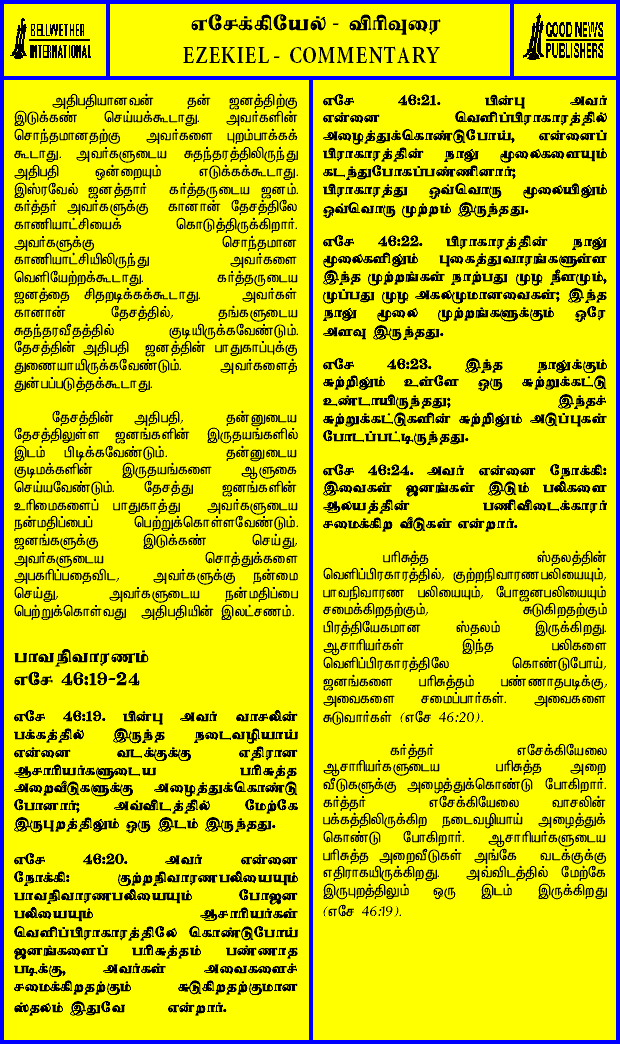 BELLWETHER
INTERNATIONAL
எசேக்கியேல் - விரிவுரை
EZEKIEL - COMMENTARY
GOOD NEWS
PUBLISHERS
அதிபதியானவன் தன் ஜனத்திற்கு
இடுக்கண் செய்யக்கூடாது. அவர்களின்
சொந்தமானதற்கு அவர்களை புறம்பாக்கக்
கூடாது. அவர்களுடைய சுதந்தரத்திலிருந்து
அதிபதி ஒன்றையும் எடுக்கக்கூடாது.
இஸ்ரவேல் ஜனத்தார் கர்த்தருடைய ஜனம்.
கர்த்தர் அவர்களுக்கு கானான் தேசத்திலே
காணியாட்சியைக் கொடுத்திருக்கிறார்.
அவர்களுக்கு சொந்தமான
காணியாட்சியிலிருந்து அவர்களை
வெளியேற்றக்கூடாது. கர்த்தருடைய
ஜனத்தை சிதறடிக்கக்கூடாது. அவர்கள்
கானான் தேசத்தில், தங்களுடைய
சுதந்தரவீதத்தில் குடியிருக்கவேண்டும்.
தேசத்தின் அதிபதி ஜனத்தின் பாதுகாப்புக்கு
துணையாயிருக்கவேண்டும். அவர்களைத்
துன்பப்படுத்தக்கூடாது.
தேசத்தின் அதிபதி, தன்னுடைய
தேசத்திலுள்ள ஜனங்களின் இருதயங்களில்
இடம் பிடிக்கவேண்டும். தன்னுடைய
குடிமக்களின் இருதயங்களை ஆளுகை
செய்யவேண்டும். தேசத்து ஜனங்களின்
உரிமைகளைப் பாதுகாத்து அவர்களுடைய
நன்மதிப்பைப் பெற்றுக்கொள்ளவேண்டும்.
ஜனங்களுக்கு இடுக்கண் செய்து,
அவர்களுடைய சொத்துக்களை
அபகரிப்பதைவிட, அவர்களுக்கு நன்மை
செய்து, அவர்களுடைய நன்மதிப்பை
பெற்றுக்கொள்வது அதிபதியின் இலட்சணம்.
பாவநிவாரணம்
எசே 46:19-24
எசே 46:19. பின்பு அவர் வாசலின்
பக்கத்தில் இருந்த நடைவழியாய்
என்னை வடக்குக்கு எதிரான
ஆசாரியர்களுடைய பரிசுத்த
அறைவீடுகளுக்கு அழைத்துக்கொண்டு
போனார்; அவ்விடத்தில் மேற்கே
இருபுறத்திலும் ஒரு இடம் இருந்தது.
எசே 46:20. அவர் என்னை
நோக்கி: குற்றநிவாரணபலியையும்
பாவநிவாரணபலியையும் போஜன
பலியையும் ஆசாரியர்கள்
வெளிப்பிராகாரத்திலே கொண்டுபோய்
ஜனங்களைப் பரிசுத்தம் பண்ணாத
படிக்கு, அவர்கள் அவைகளைச்
சமைக்கிறதற்கும் சுடுகிறதற்குமான
ஸ்தலம் இதுவே என்றார்.
எசே 46:21. பின்பு அவர்
என்னை வெளிப்பிராகாரத்தில்
அழைத்துக்கொண்டுபோய், என்னைப்
பிராகாரத்தின் நாலு மூலைகளையும்
கடந்துபோகப்பண்ணினார்;
பிராகாரத்து ஒவ்வொரு மூலையிலும்
ஒவ்வொரு முற்றம் இருந்தது.
எசே 46:22. பிராகாரத்தின் நாலு
மூலைகளிலும் புகைத்துவாரங்களுள்ள
இந்த முற்றங்கள் நாற்பது முழ நீளமும்,
முப்பது முழ அகலமுமானவைகள்; இந்த
நாலு மூலை முற்றங்களுக்கும் ஒரே
அளவு இருந்தது.
எசே 46:23. இந்த நாலுக்கும்
சுற்றிலும் உள்ளே ஒரு சுற்றுக்கட்டு
உண்டாயிருந்தது; இந்தச்
சுற்றுக்கட்டுகளின் சுற்றிலும் அடுப்புகள்
போடப்பட்டிருந்தது.
எசே 46:24. அவர் என்னை நோக்கி:
இவைகள் ஜனங்கள் இடும் பலிகளை
ஆலயத்தின் பணிவிடைக்காரர்
சமைக்கிற வீடுகள் என்றார்.
பரிசுத்த ஸ்தலத்தின்
வெளிப்பிரகாரத்தில், குற்றநிவாரணபலியையும்,
பாவநிவாரண பலியையும், போஜனபலியையும்
சமைக்கிறதற்கும், சுடுகிறதற்கும்
பிரத்தியேகமான ஸ்தலம் இருக்கிறது.
ஆசாரியர்கள் இந்த பலிகளை
வெளிப்பிராகாரத்திலே கொண்டுபோய்,
ஜனங்களை பரிசுத்தம் பண்ணாதபடிக்கு,
அவைகளை சமைப்பார்கள். அவைகளை
சுடுவார்கள் (எசே 46:20).
கர்த்தர் எசேக்கியேலை
ஆசாரியர்களுடைய பரிசுத்த அறை
வீடுகளுக்கு அழைத்துக்கொண்டு போகிறார்.
கர்த்தர் எசேக்கியேலை வாசலின்
பக்கத்திலிருக்கிற நடைவழியாய் அழைத்துக்
கொண்டு போகிறார். ஆசாரியர்களுடைய
பரிசுத்த அறைவீடுகள் அங்கே வடக்குக்கு
எதிராகயிருக்கிறது. அவ்விடத்தில் மேற்கே
இருபுறத்திலும் ஒரு இடம் இருக்கிறது
(எசே 46:19).